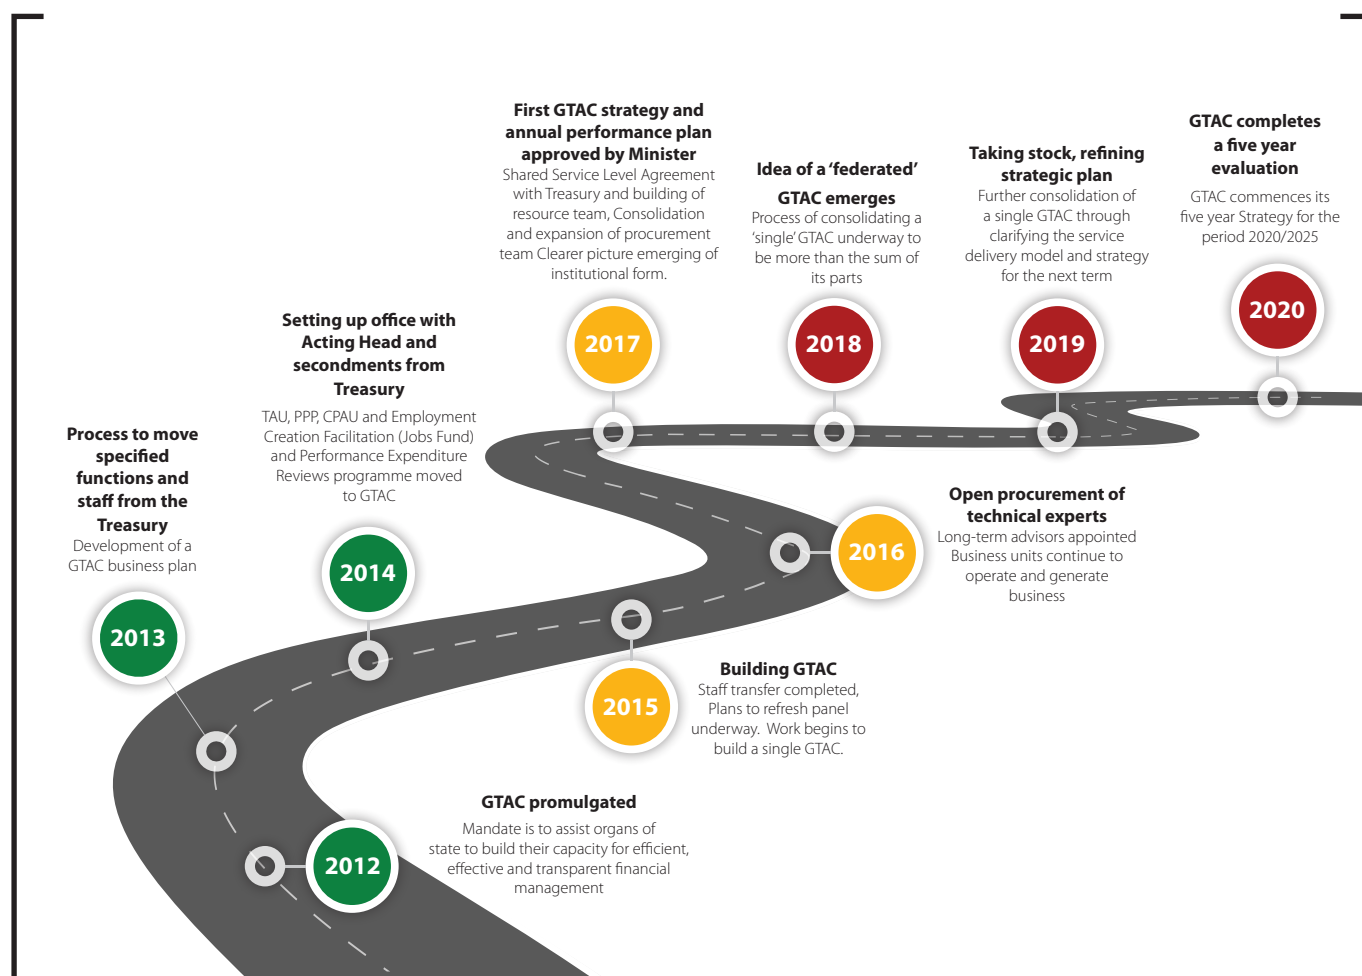 First GTAC strategy and
annual performance plan
approved by Minister
Shared Service Level Agreement
with Treasury and building of
resource team, Consolidation
and expansion of procurement
team Clearer picture emerging of
institutional form.
2017
Idea of a ‘federated’
GTAC emerges
Process of consolidating a
‘single’ GTAC underway to
be more than the sum of
its parts
2018
Taking stock, refining
strategic plan
Further consolidation of
a single GTAC through
clarifying the service
delivery model and strategy
for the next term
2019
GTAC completes
a five year
evaluation
GTAC commences its
five year Strategy for the
period 2020/2025
2020
Setting up office with
Acting Head and
secondments from
Treasury
TAU, PPP, CPAU and Employment
Creation Facilitation (Jobs Fund)
and Performance Expenditure
Reviews programme moved
to GTAC
2014
Process to move
specified
functions and
staff from the
Treasury
Development of a
GTAC business plan
2013
2016
Open procurement of
technical experts
Long-term advisors appointed
Business units continue to
operate and generate
business
2015
Building GTAC
Staff transfer completed,
Plans to refresh panel
underway. Work begins to
build a single GTAC.
2012
GTAC promulgated
Mandate is to assist organs of
state to build their capacity for efficient,
effective and transparent financial
management